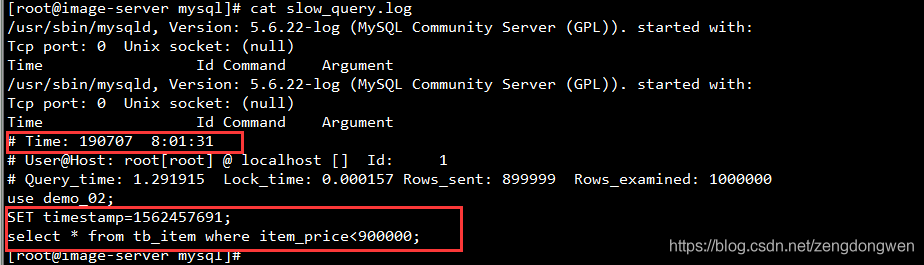 [root@image-server mysql]# cat slow_query.log
/usr/sbin/mysqld, Version: 5.6.22-log (MySQL Community Server (GPL)). started with:
Tcp port: 0  Unix socket: (null)
Time                 Id Command    Argument
/usr/sbin/mysqld, Version: 5.6.22-log (MySQL Community Server (GPL)). started with:
Tcp port: 0  Unix socket: (null)
Time                 Id Command    Argument
# Time: 190707  8:01:31
# User@Host: root[root] @ localhost []  Id:     1
# Query_time: 1.291915  Lock_time: 0.000157 Rows_sent: 899999  Rows_examined: 1000000
use demo_02;
SET timestamp=1562457691;
select * from tb_item where item_price<900000;
[root@image-server mysql]#
https://blog.csdn.net/zengdongwen